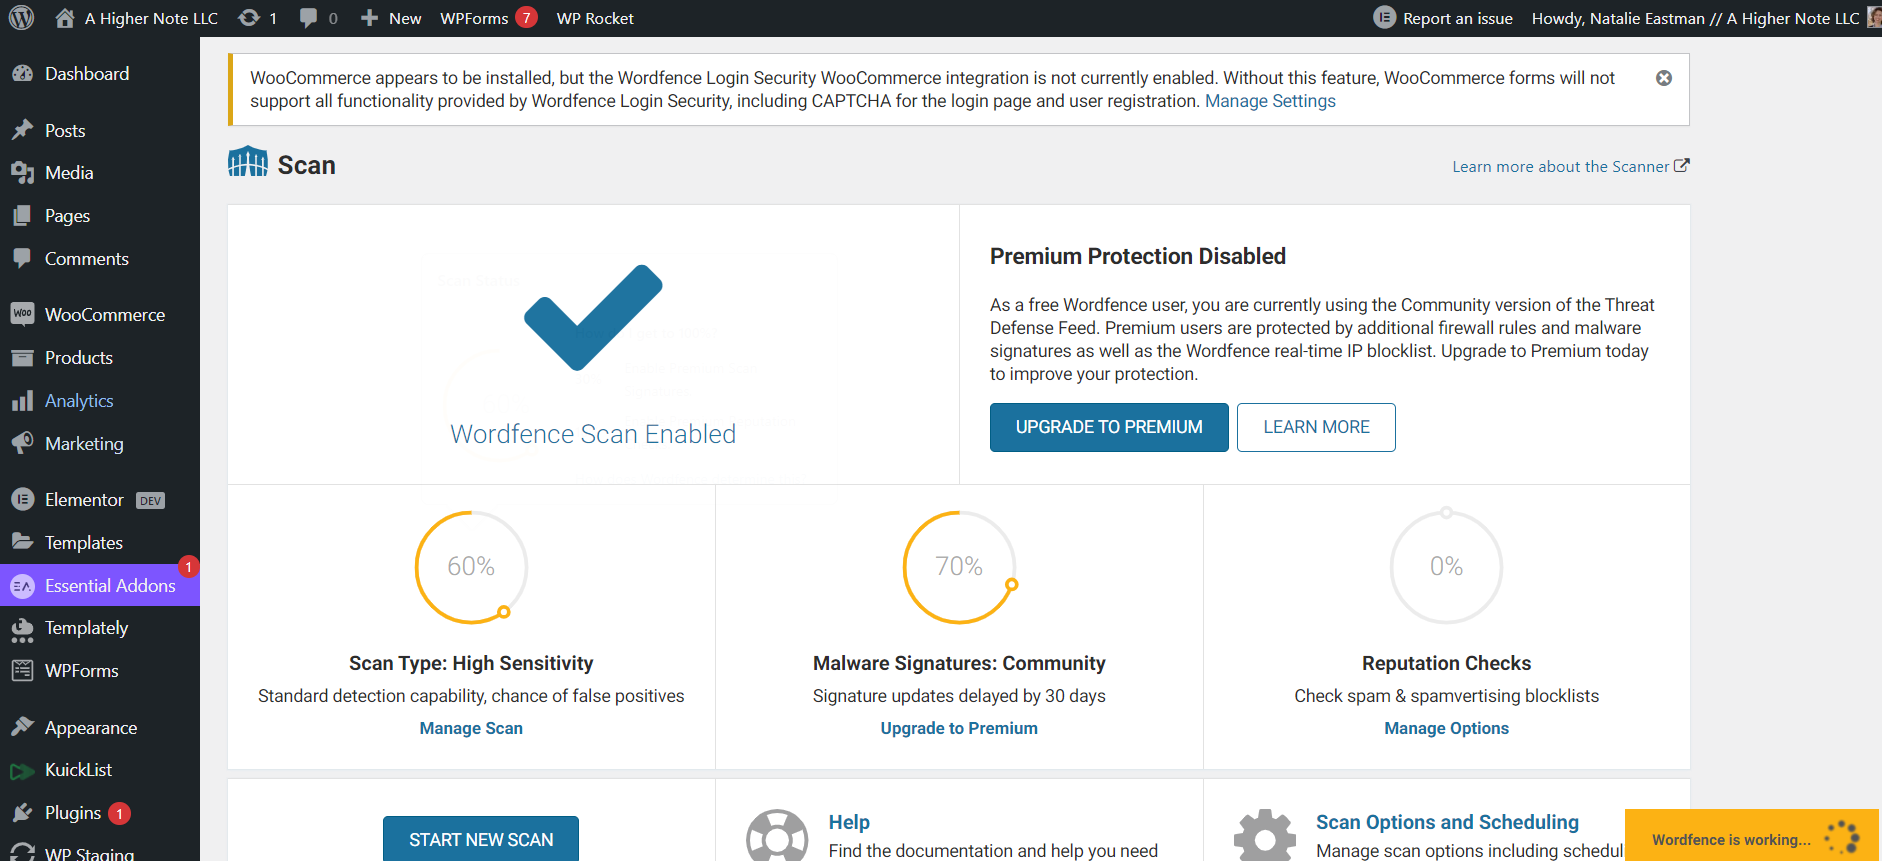 A Higher Note LLC
1
0
New
WPForms 7
WP Rocket
Report an issue
Howdy, Natalie Eastman // A Higher Note LLC
Dashboard
Posts
Media
Pages
Comments
WooCommerce
Products
Analytics
Marketing
Elementor DEV
Templates
1
Essential Addons
Templately
WPForms
Appearance
KuickList
Plugins 1
WP Staging
WooCommerce appears to be installed, but the Wordfence Login Security WooCommerce integration is not currently enabled. Without this feature, WooCommerce forms will not
support all functionality provided by Wordfence Login Security, including CAPTCHA for the login page and user registration. Manage Settings
Scan
Learn more about the Scanner
Wordfence Scan Enabled
Premium Protection Disabled
As a free Wordfence user, you are currently using the Community version of the Threat
Defense Feed. Premium users are protected by additional firewall rules and malware
signatures as well as the Wordfence real-time IP blocklist. Upgrade to Premium today
to improve your protection.
UPGRADE TO PREMIUM
LEARN MORE
60%
Scan Type: High Sensitivity
Standard detection capability, chance of false positives
Manage Scan
70%
Malware Signatures: Community
Signature updates delayed by 30 days
Upgrade to Premium
0%
Reputation Checks
Check spam & spamvertising blocklists
Manage Options
START NEW SCAN
Help
Find the documentation and help you need
Scan Options and Scheduling
Manage scan options including
Wordfence is working...